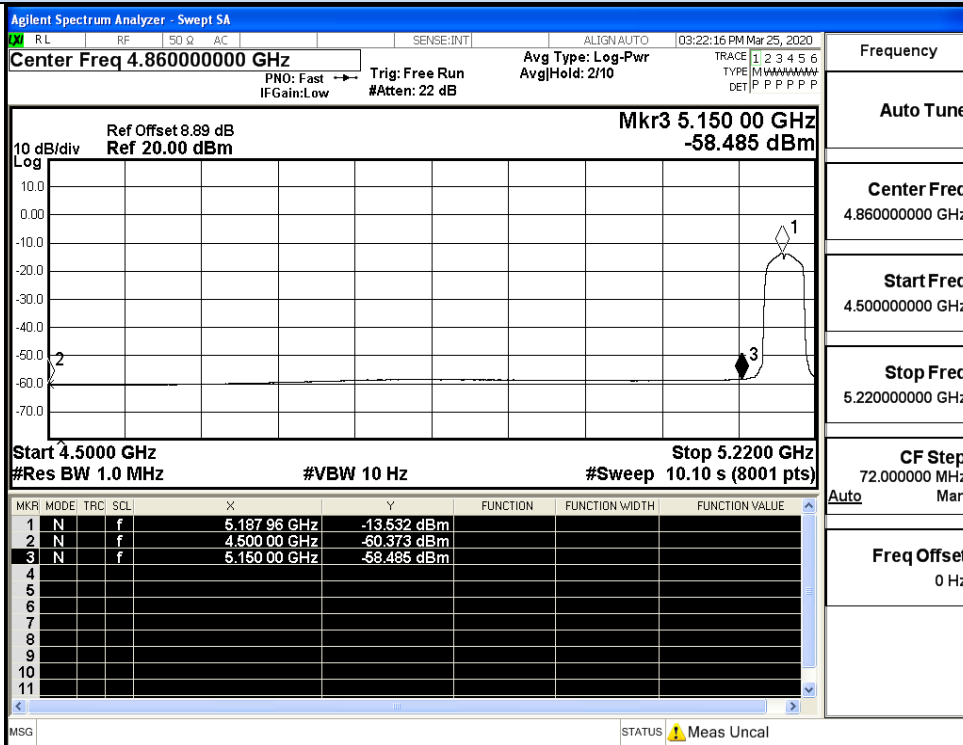 Agilent Spectrum Analyzer - Swept SA
LXI RL RF 50 Ω AC SENSE:INT ALIGN AUTO 03:22:16 PM Mar 25, 2020
Center Freq 4.860000000 GHz
PNO: Fast
IFGain:Low
Trig: Free Run
#Atten: 22 dB
Avg Type: Log-Pwr
Avg|Hold: 2/10
TRACE 1 2 3 4 5 6
TYPE M WWWWW
DET P P P P P P
Mkr3 5.150 00 GHz
-58.485 dBm
Ref Offset 8.89 dB
10 dB/div Ref 20.00 dBm
Log
10.0
0.00
-10.0
-20.0
-30.0
-40.0
-50.0
-60.0
-70.0
1
2
3
Start 4.5000 GHz Stop 5.2200 GHz
#Res BW 1.0 MHz #VBW 10 Hz #Sweep 10.10 s (8001 pts)
MKR MODE TRC SCL X Y FUNCTION FUNCTION WIDTH FUNCTION VALUE
1 N f 5.187 96 GHz -13.532 dBm
2 N f 4.500 00 GHz -60.373 dBm
3 N f 5.150 00 GHz -58.485 dBm
4
5
6
7
8
9
10
11
MSG STATUS Meas Uncal
Frequency
Auto Tune
Center Freq
4.860000000 GHz
Start Freq
4.500000000 GHz
Stop Freq
5.220000000 GHz
CF Step
72.000000 MHz
Auto Man
Freq Offset
0 Hz